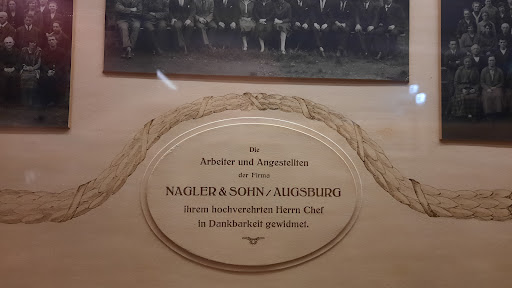 Die
Arbeiter und Angestellten
der Firma
NAGLER & SOHN / AUGSBURG
ihrem hochverehrten Herrn Chef
in Dankbarkeit gewidmet.